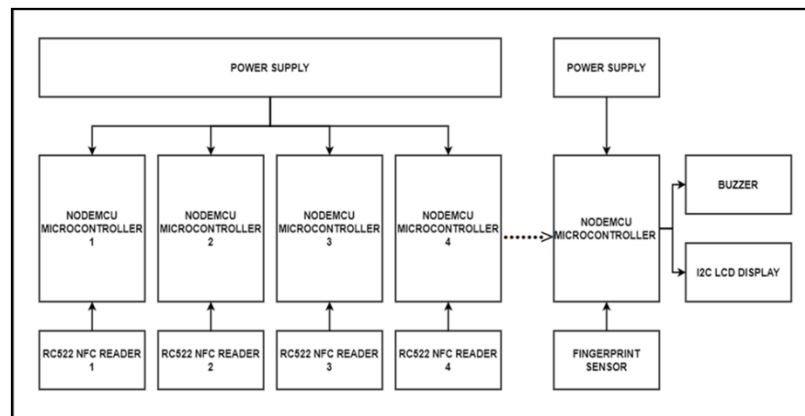 POWER SUPPLY
POWER SUPPLY
NODEMCU
MICROCONTROLLER
1
NODEMCU
MICROCONTROLLER
2
NODEMCU
MICROCONTROLLER
3
NODEMCU
MICROCONTROLLER
4
NODEMCU
MICROCONTROLLER
BUZZER
I2C LCD DISPLAY
RC522 NFC READER
1
RC522 NFC READER
2
RC522 NFC READER
3
RC522 NFC READER
4
FINGERPRINT
SENSOR